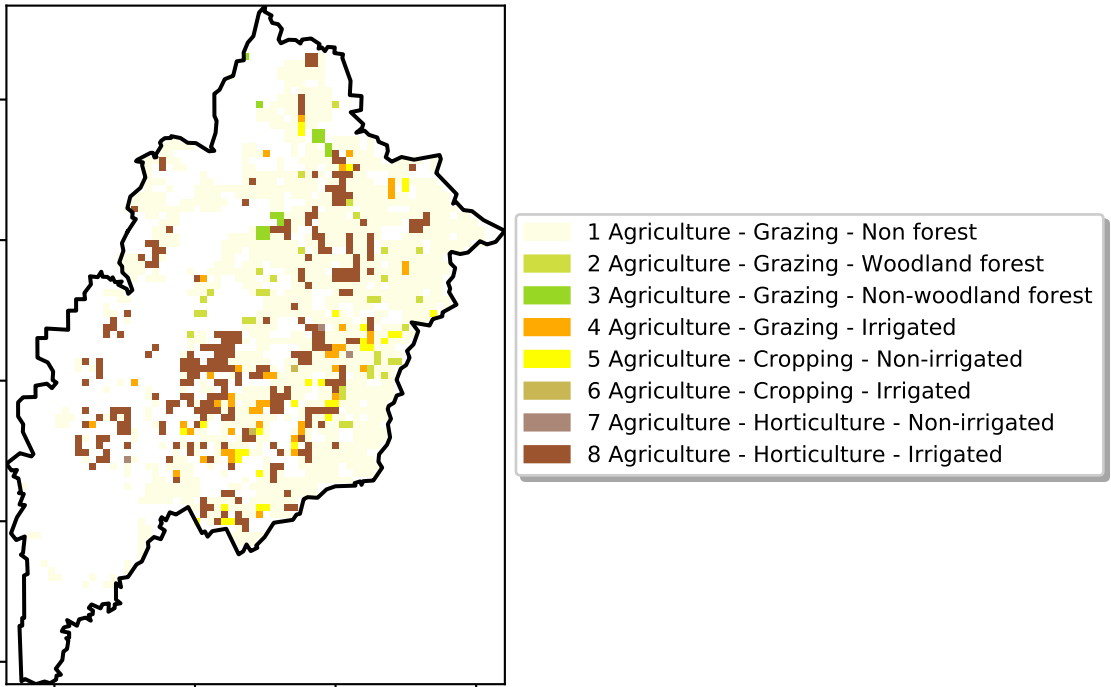 1 Agriculture - Grazing - Non forest
2 Agriculture - Grazing - Woodland forest
3 Agriculture - Grazing - Non-woodland forest
4 Agriculture - Grazing - Irrigated
5 Agriculture - Cropping - Non-irrigated
6 Agriculture - Cropping - Irrigated
7 Agriculture - Horticulture - Non-irrigated
8 Agriculture - Horticulture - Irrigated